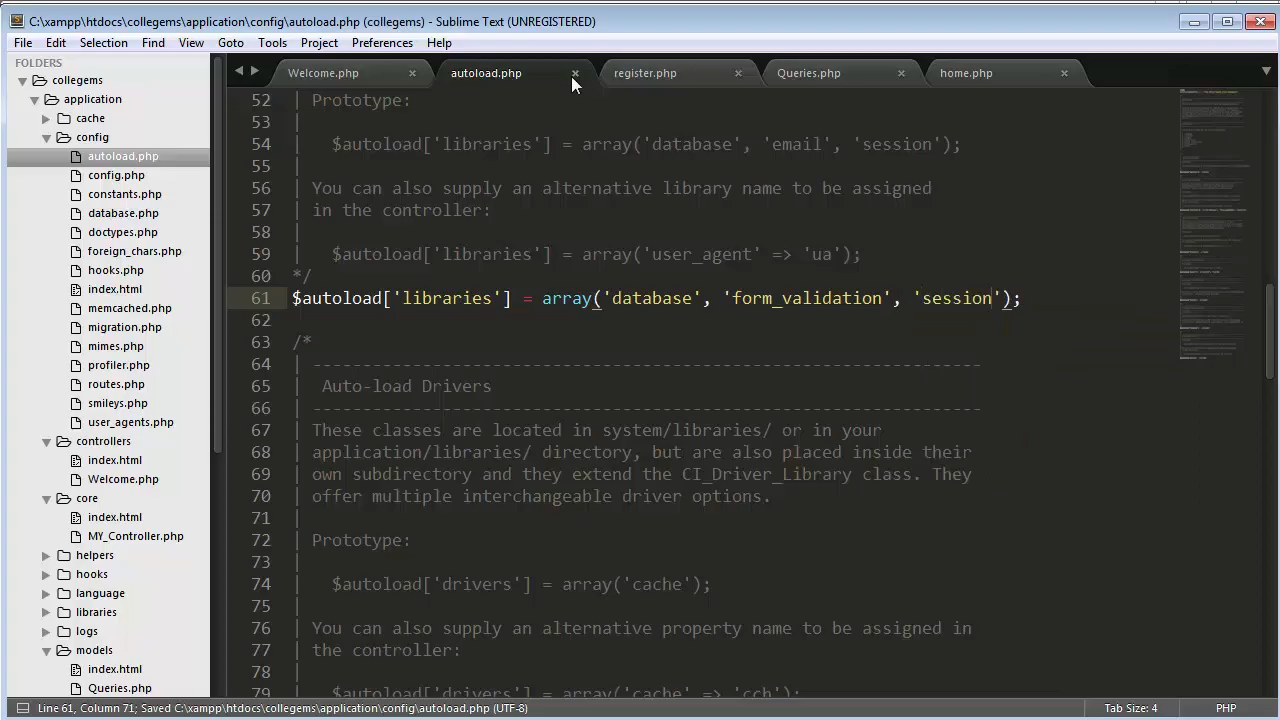 C:\xampp\htdocs\collegems\application\config\autoload.php (collegems) - Sublime Text (UNREGISTERED)
File Edit Selection Find View Goto Tools Project Preferences Help
FOLDERS
collegems
application
cache
config
autoload.php
config.php
constants.php
database.php
doctypes.php
foreign_chars.php
hooks.php
index.html
memcached.php
migration.php
mimes.php
profiler.php
routes.php
smileys.php
user_agents.php
controllers
index.html
Welcome.php
core
index.html
MY_Controller.php
helpers
hooks
language
libraries
logs
models
index.html
Queries.php
Welcome.php autoload.php register.php Queries.php home.php
52 | Prototype:
53 |
54 | $autoload['libraries'] = array('database', 'email', 'session');
55 |
56 | You can also supply an alternative library name to be assigned
57 | in the controller:
58 |
59 | $autoload['libraries'] = array('user_agent' => 'ua');
60 */
61 $autoload['libraries'] = array('database', 'form_validation', 'session');
62
63 /*
64 | -------------------------------------------------------------------
65 | Auto-load Drivers
66 | -------------------------------------------------------------------
67 | These classes are located in system/libraries/ or in your
68 | application/libraries/ directory, but are also placed inside their
69 | own subdirectory and they extend the CI_Driver_Library class. They
70 | offer multiple interchangeable driver options.
71 |
72 | Prototype:
73 |
74 | $autoload['drivers'] = array('cache');
75 |
76 | You can also supply an alternative property name to be assigned in
77 | the controller:
78 |
79 | $autoload['drivers'] = array('cache' => 'cch');
Line 61, Column 71; Saved C:\xampp\htdocs\collegems\application\config\autoload.php (UTF-8) Tab Size: 4 PHP